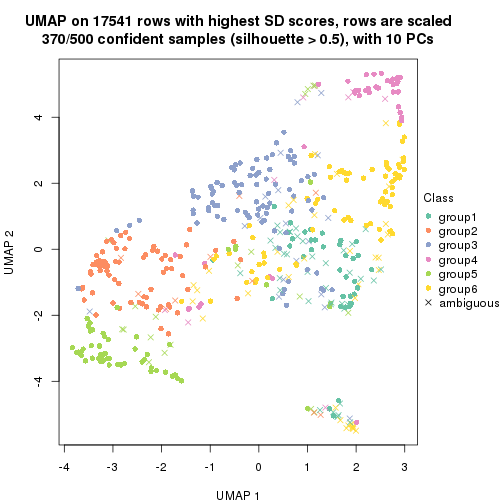 UMAP on 17541 rows with highest SD scores, rows are scaled
370/500 confident samples (silhouette > 0.5), with 10 PCs
4
2
0
-2
-4
UMAP 2
-4
-3
-2
-1
0
1
2
3
UMAP 1
Class
group1
group2
group3
group4
group5
group6
ambiguous